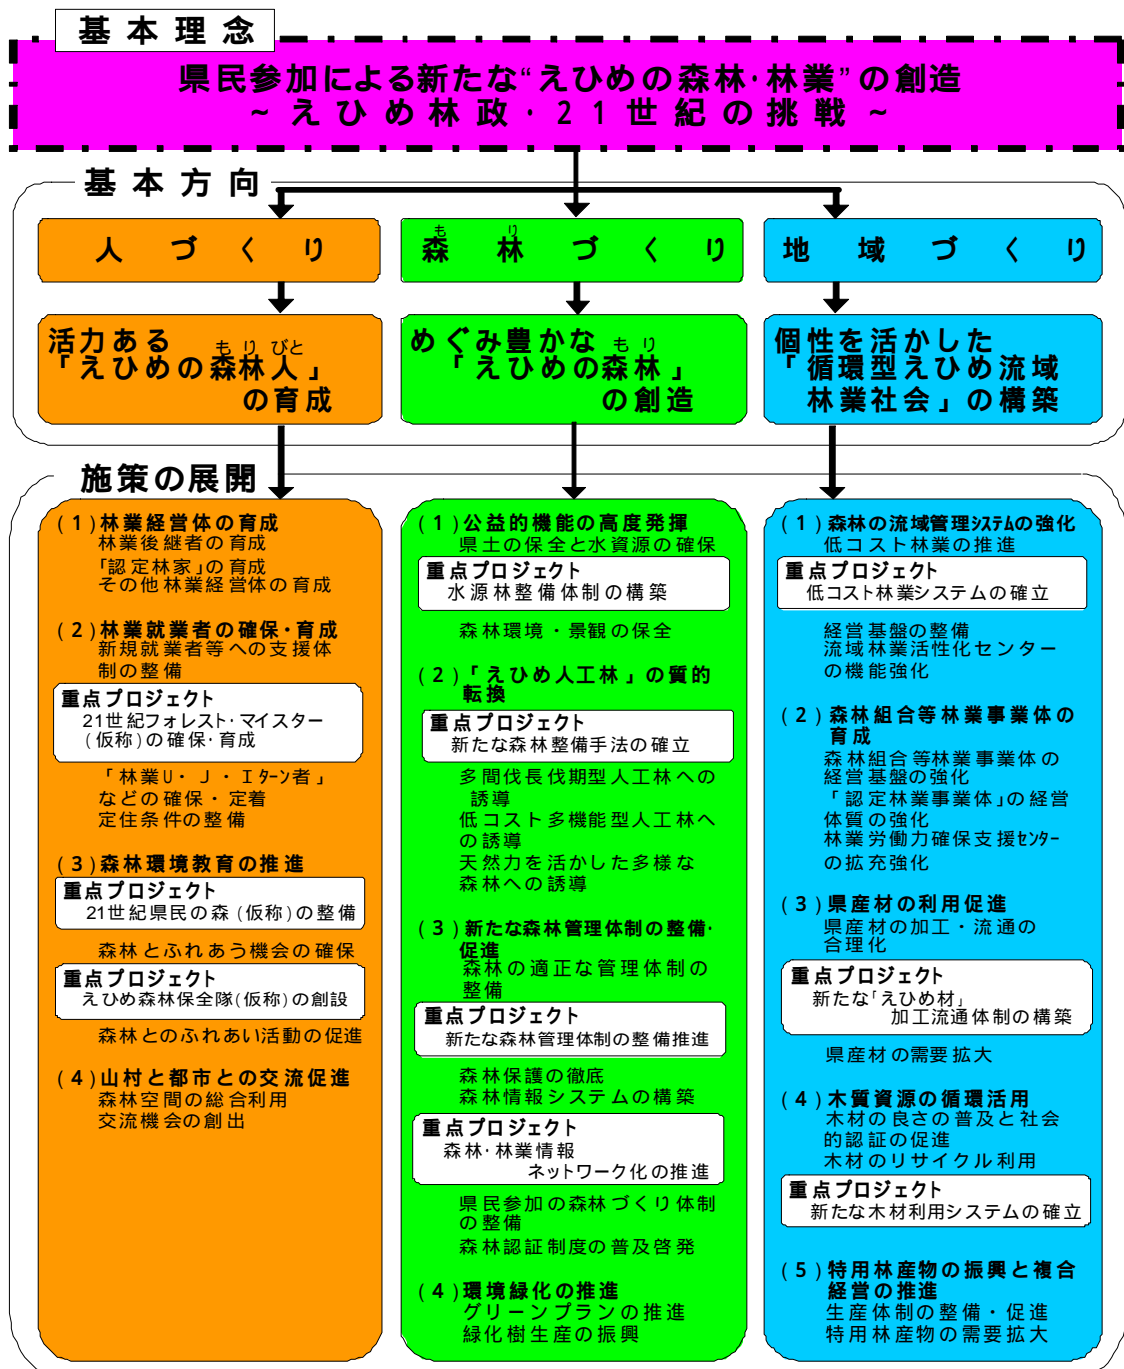 基本理念
県民参加による新たな“えひめの森林・林業”の創造
～えひめ林政・21世紀の挑戦～
基本方向
人づくり
活力ある
もりびと
「えひめの森林人」
の育成
もり
森林づくり
めぐみ豊かな
もり
「えひめの森林」
の創造
地域づくり
個性を活かした
「循環型えひめ流域
林業社会」の構築
施策の展開
(1)林業経営体の育成
林業後継者の育成
「認定林家」の育成
その他林業経営体の育成
(2)林業就業者の確保・育成
新規就業者等への支援体
制の整備
重点プロジェクト
21世紀フォレスト・マイスター
(仮称)の確保・育成
「林業U・J・Iターン者」
などの確保・定着
定住条件の整備
(3)森林環境教育の推進
重点プロジェクト
21世紀県民の森(仮称)の整備
森林とふれあう機会の確保
重点プロジェクト
えひめ森林保全隊(仮称)の創設
森林とのふれあい活動の促進
(4)山村と都市との交流促進
森林空間の総合利用
交流機会の創出
(1)公益的機能の高度発揮
県土の保全と水資源の確保
重点プロジェクト
水源林整備体制の構築
森林環境・景観の保全
(2)「えひめ人工林」の質的
転換
重点プロジェクト
新たな森林整備手法の確立
多間伐長伐期型人工林への
誘導
低コスト多機能型人工林へ
の誘導
天然力を活かした多様な
森林への誘導
(3)新たな森林管理体制の整備・
促進
森林の適正な管理体制の
整備
重点プロジェクト
新たな森林管理体制の整備推進
森林保護の徹底
森林情報システムの構築
重点プロジェクト
森林・林業情報
ネットワーク化の推進
県民参加の森林づくり体制
の整備
森林認証制度の普及啓発
(4)環境緑化の推進
グリーンプランの推進
緑化樹生産の振興
(1)森林の流域管理システムの強化
低コスト林業の推進
重点プロジェクト
低コスト林業システムの確立
経営基盤の整備
流域林業活性化センター
の機能強化
(2)森林組合等林業事業体の
育成
森林組合等林業事業体の
経営基盤の強化
「認定林業事業体」の経営
体質の強化
林業労働力確保支援センター
の拡充強化
(3)県産材の利用促進
県産材の加工・流通の
合理化
重点プロジェクト
新たな「えひめ材」
加工流通体制の構築
県産材の需要拡大
(4)木質資源の循環活用
木材の良さの普及と社会
的認証の促進
木材のリサイクル利用
重点プロジェクト
新たな木材利用システムの確立
(5)特用林産物の振興と複合
経営の推進
生産体制の整備・促進
特用林産物の需要拡大